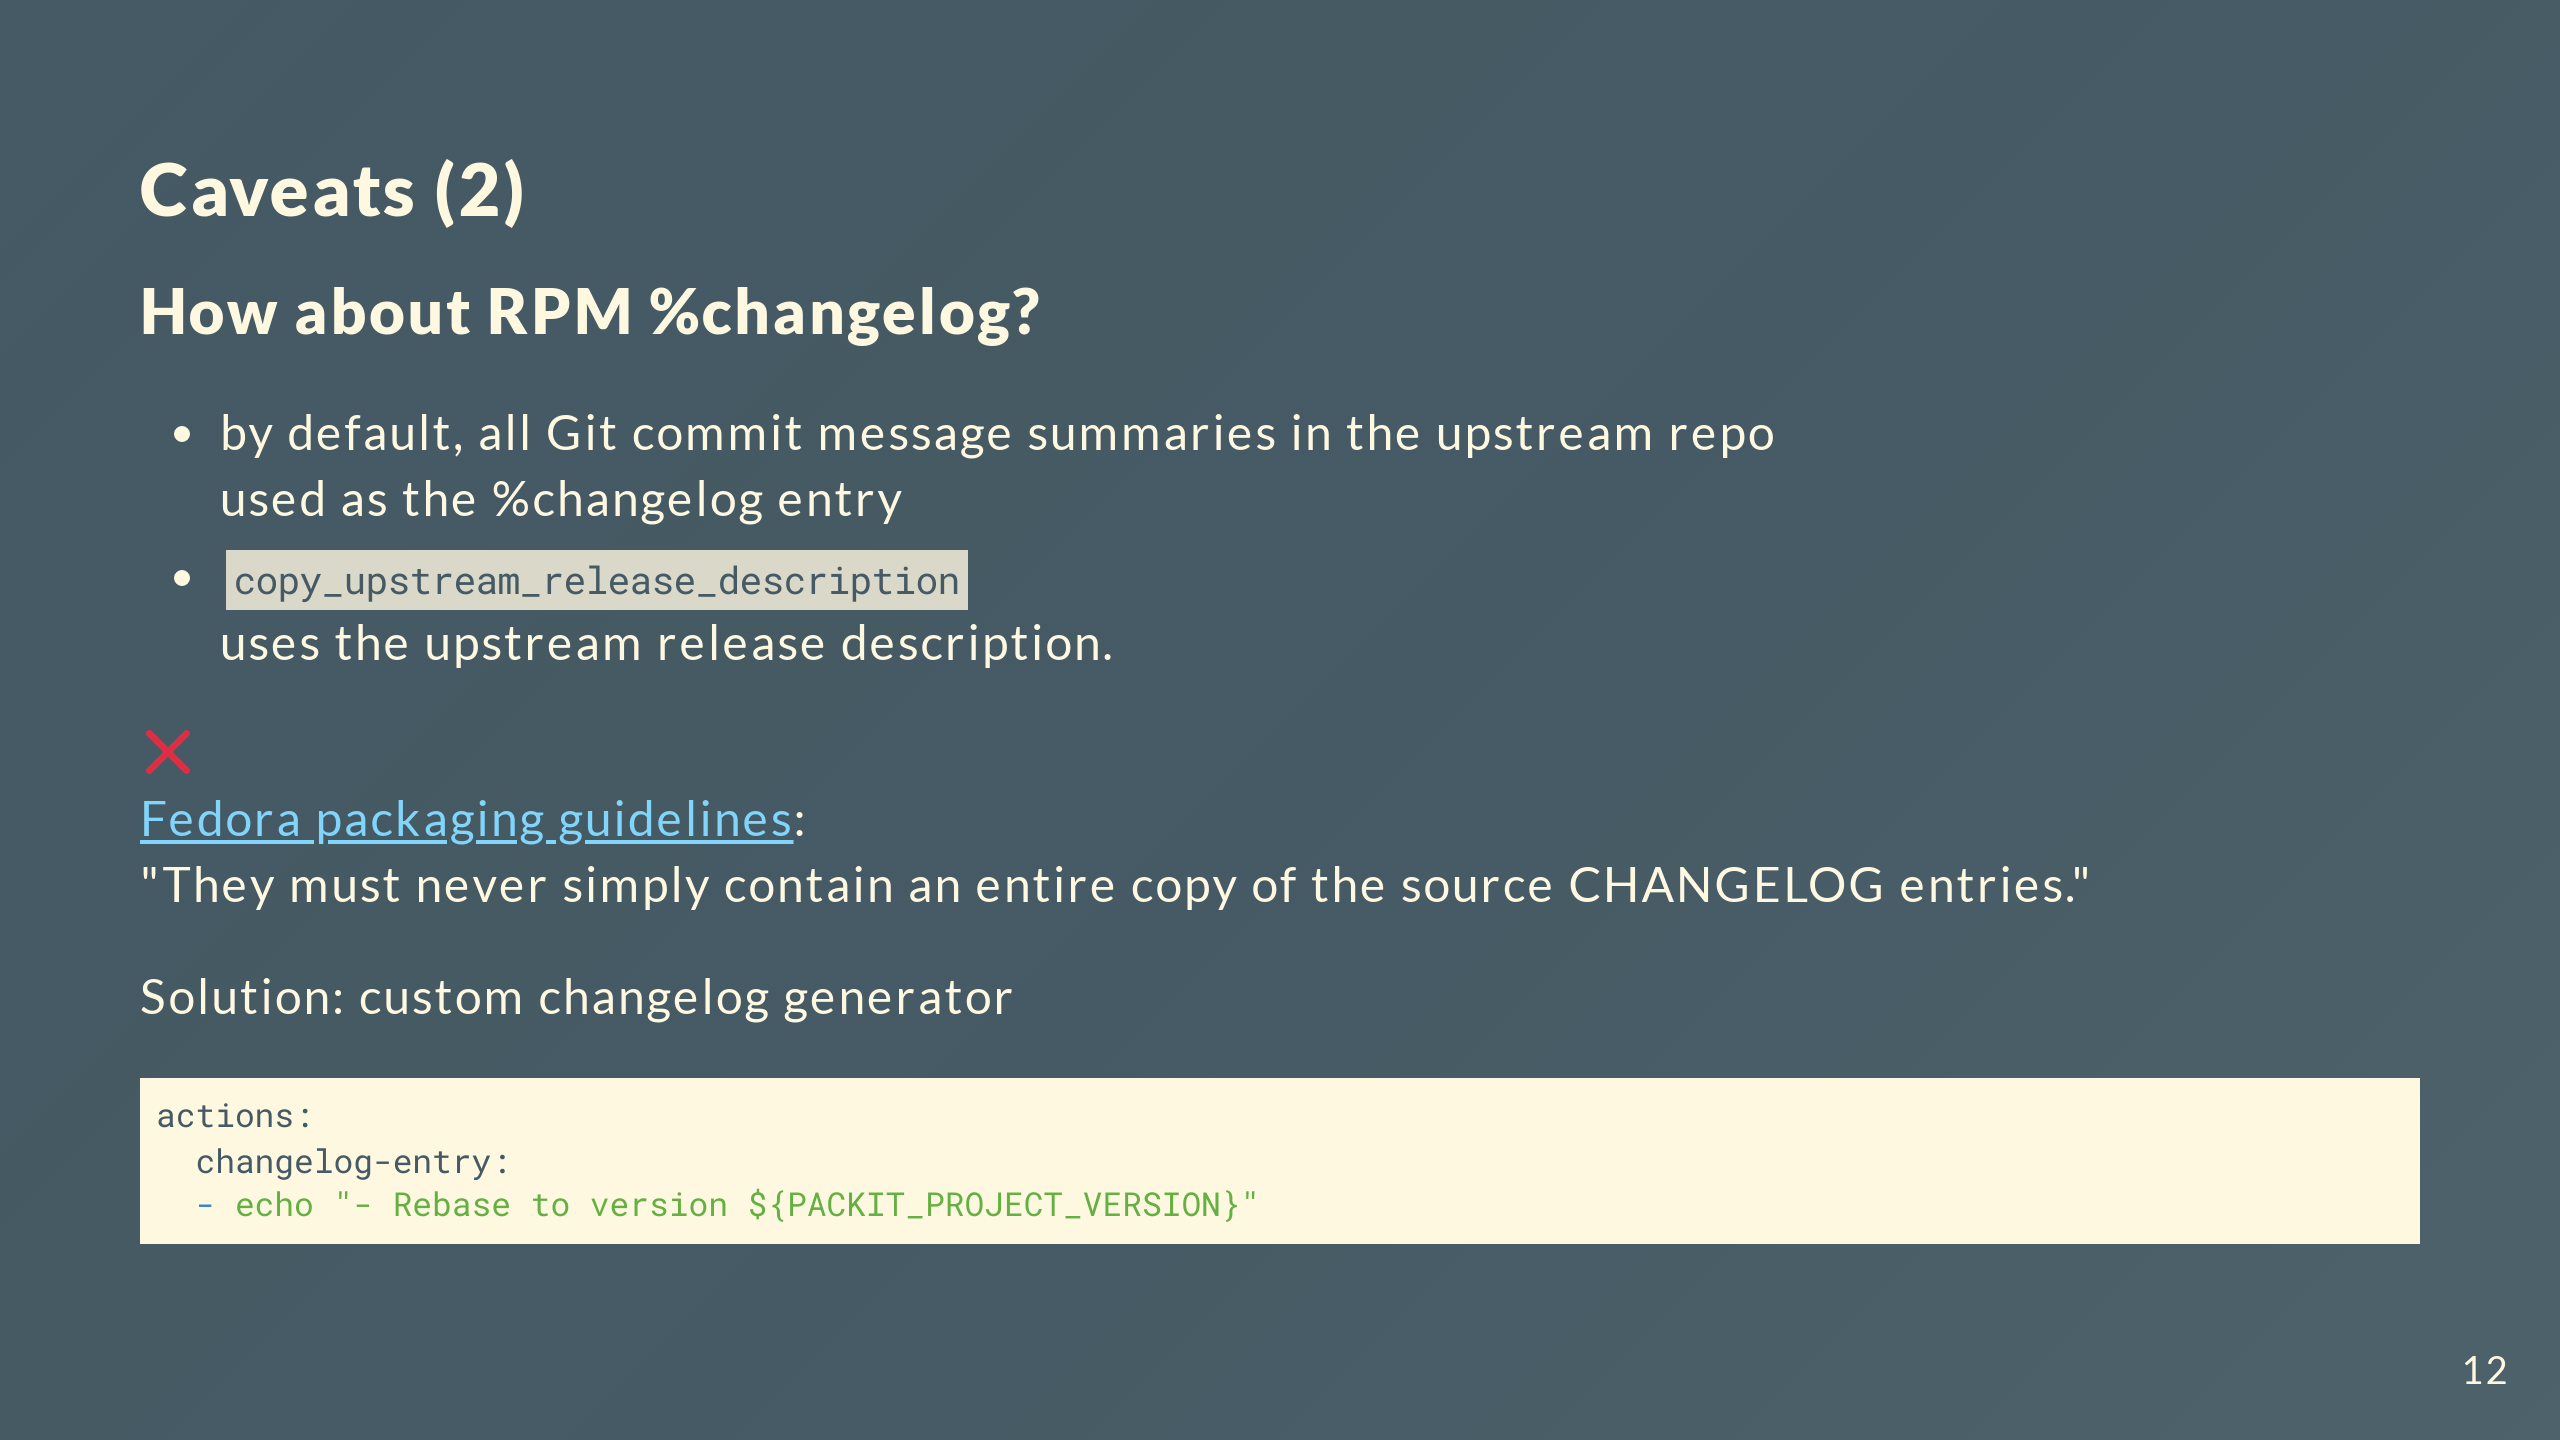 Caveats (2)
How about RPM %changelog?
• by default, all Git commit message summaries in the upstream repo
used as the %changelog entry
• copy_upstream_release_description
uses the upstream release description.
❌
Fedora packaging guidelines:
"They must never simply contain an entire copy of the source CHANGELOG entries."
Solution: custom changelog generator
actions:
  changelog-entry:
  - echo "- Rebase to version ${PACKIT_PROJECT_VERSION}"
12